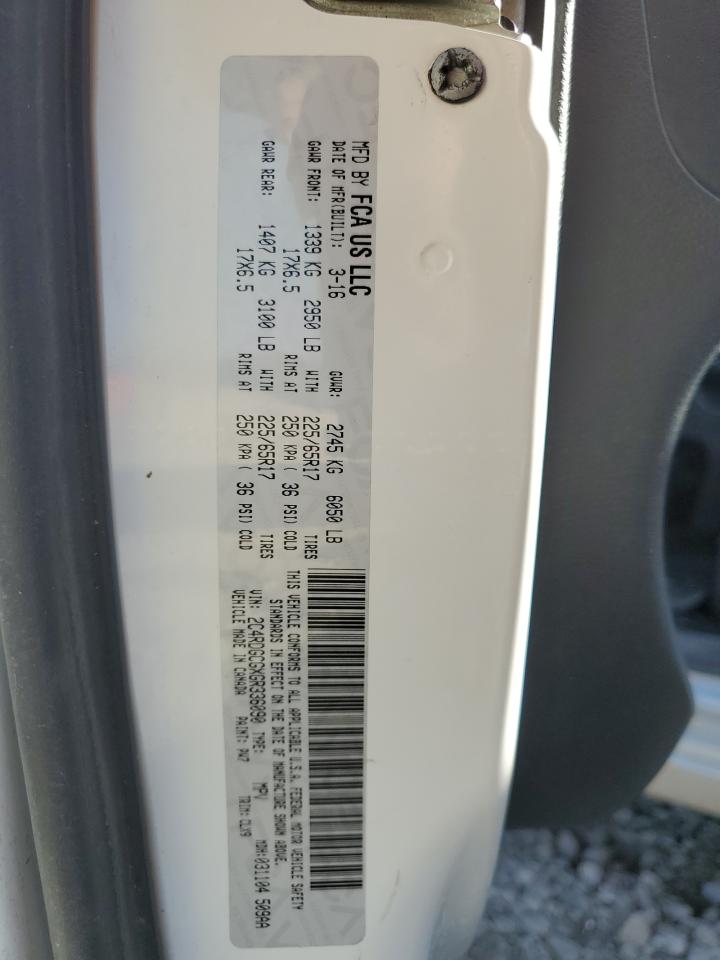 MFD BY FCA US LLC
DATE OF MFR(BUILT): 3-16 GVWR: 2745 KG 6050 LB
GAWR FRONT: 1339 KG 2950 LB WITH 225/65R17 TIRES
17X6.5 RIMS AT 250 KPA ( 36 PSI) COLD
GAWR REAR: 1407 KG 3100 LB WITH 225/65R17 TIRES
17X6.5 RIMS AT 250 KPA ( 36 PSI) COLD
THIS VEHICLE CONFORMS TO ALL APPLICABLE U.S.A. FEDERAL MOTOR VEHICLE SAFETY
STANDARDS IN EFFECT ON THE DATE OF MANUFACTURE SHOWN ABOVE.
VIN: 2C4RDGCGXGR336090 TYPE: MPV MDH:031104 509AA
VEHICLE MADE IN CANADA PAINT: PW7 TRIM: CLX9